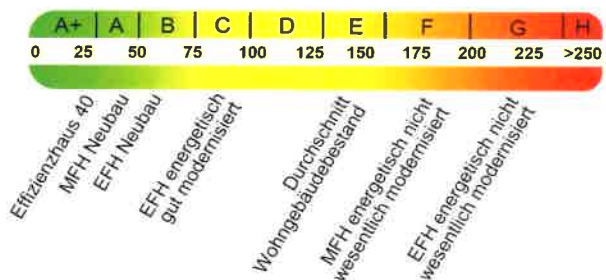 A+ A B C D E F G H
0 25 50 75 100 125 150 175 200 225 >250
Effizienzhaus 40
MFH Neubau
EFH Neubau
EFH energetisch
gut modernisiert
Durchschnitt
Wohngebäudebestand
MFH energetisch nicht
wesentlich modernisiert
EFH energetisch nicht
wesentlich modernisiert